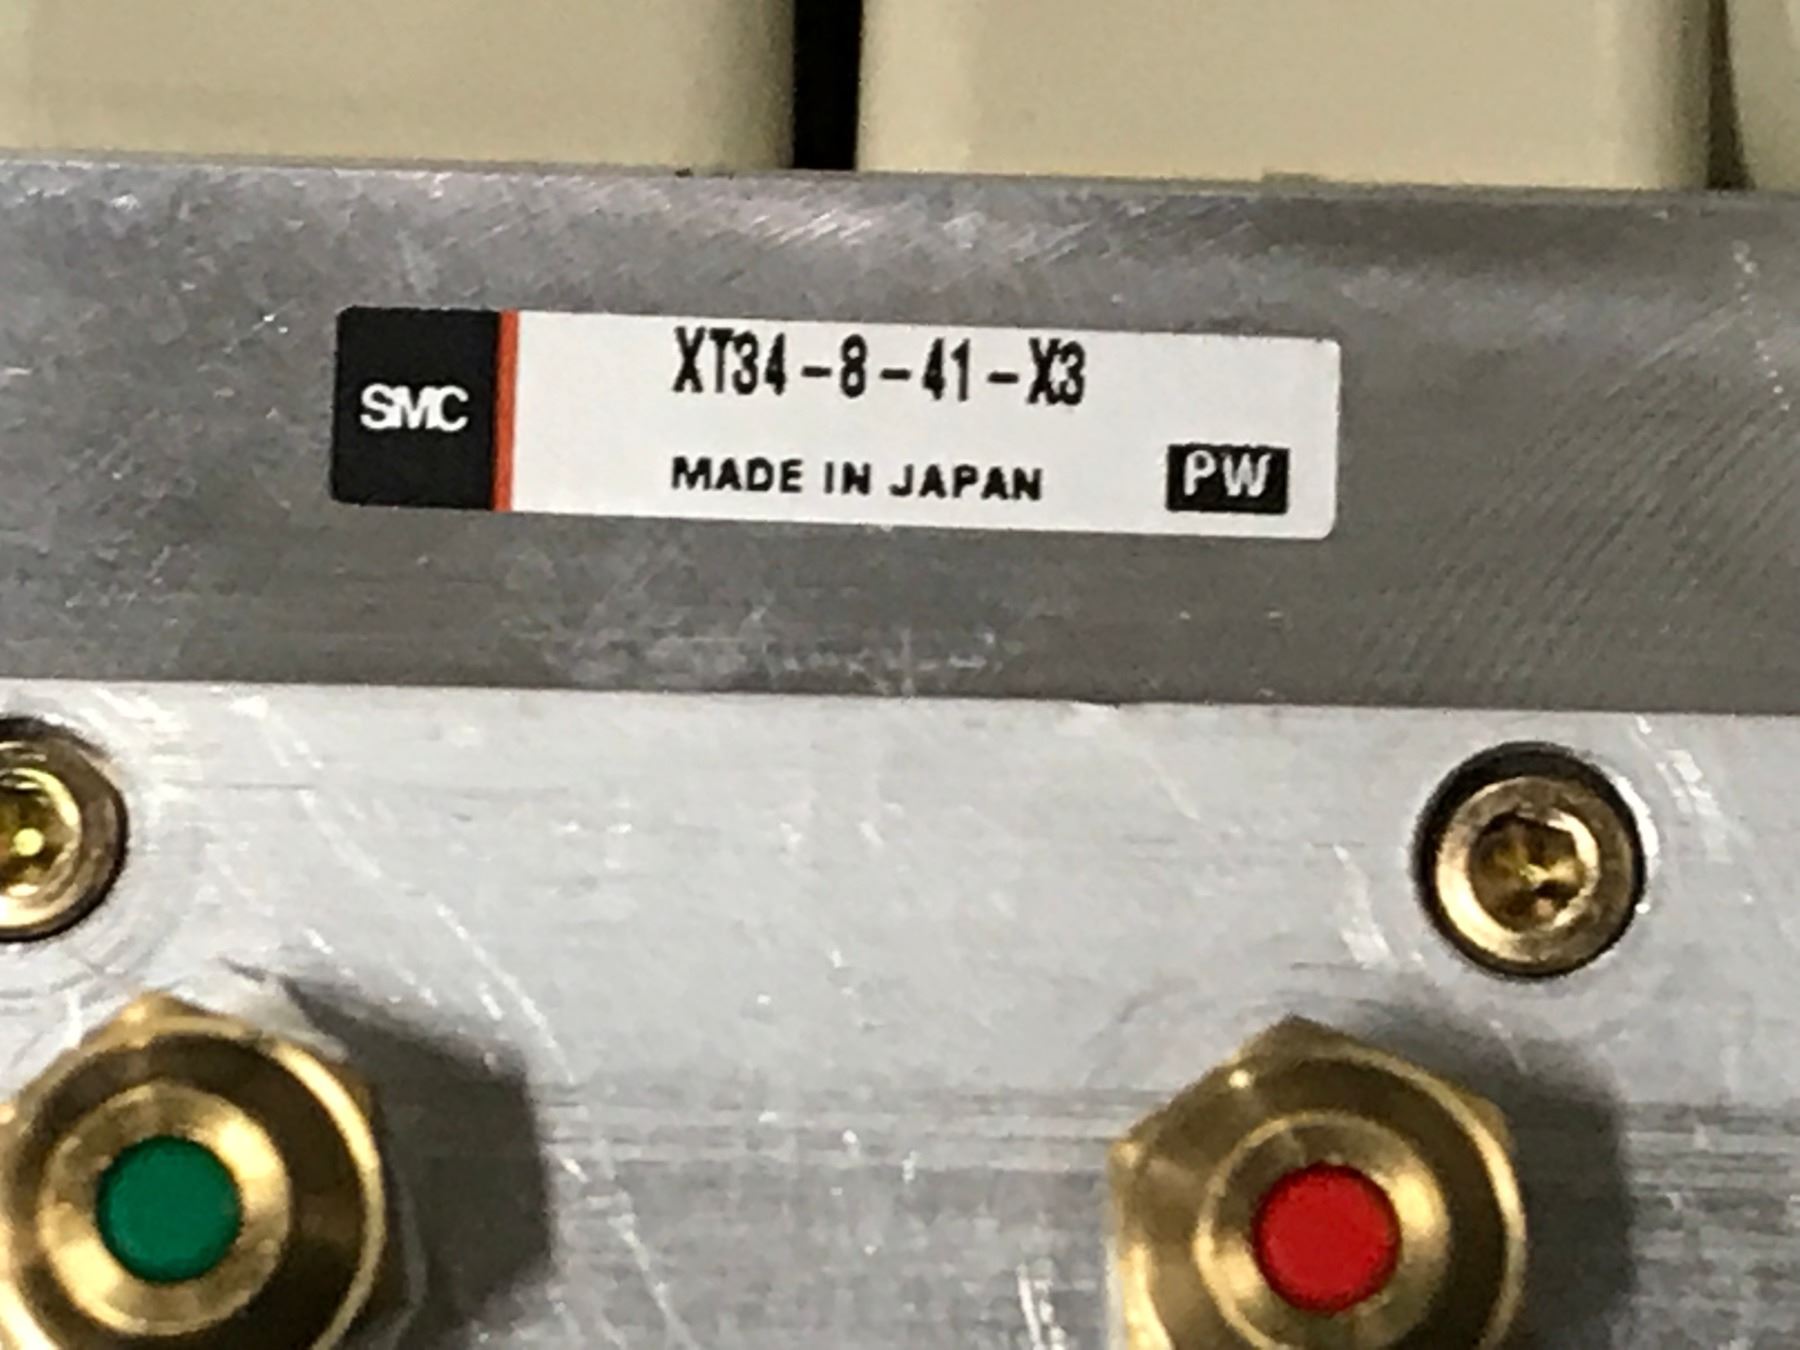 SMC
XT34-8-41-X3
MADE IN JAPAN
PW